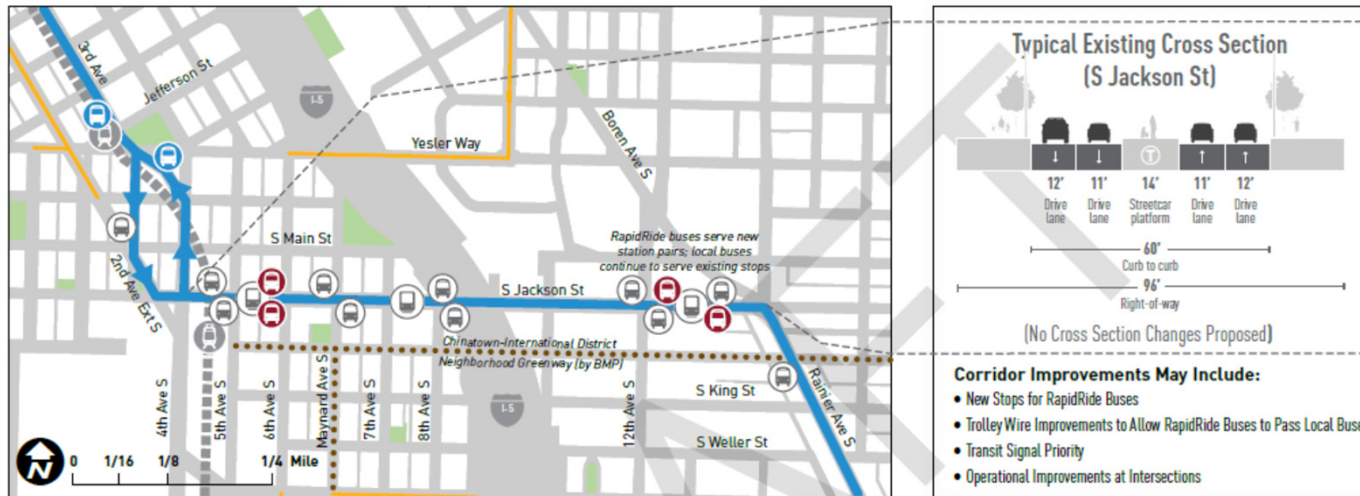 3rd Ave
Jefferson St
I-5
Yesler Way
Boren Ave S
S Main St
RapidRide buses serve new
station pairs; local buses
continue to serve existing stops
2nd Ave Ext S
S Jackson St
Chinatown-International District
Neighborhood Greenway (by BMP)
4th Ave S
5th Ave S
6th Ave S
Maynard Ave S
7th Ave S
8th Ave S
I-5
12th Ave S
S King St
Rainier Ave S
S Weller St
N
0 1/16 1/8 1/4 Mile
Typical Existing Cross Section
(S Jackson St)
T
12' 11' 14' 11' 12'
Drive lane
Drive lane
Streetcar platform
Drive lane
Drive lane
60'
Curb to curb
96'
Right-of-way
(No Cross Section Changes Proposed)
Corridor Improvements May Include:
• New Stops for RapidRide Buses
• Trolley Wire Improvements to Allow RapidRide Buses to Pass Local Buse
• Transit Signal Priority
• Operational Improvements at Intersections